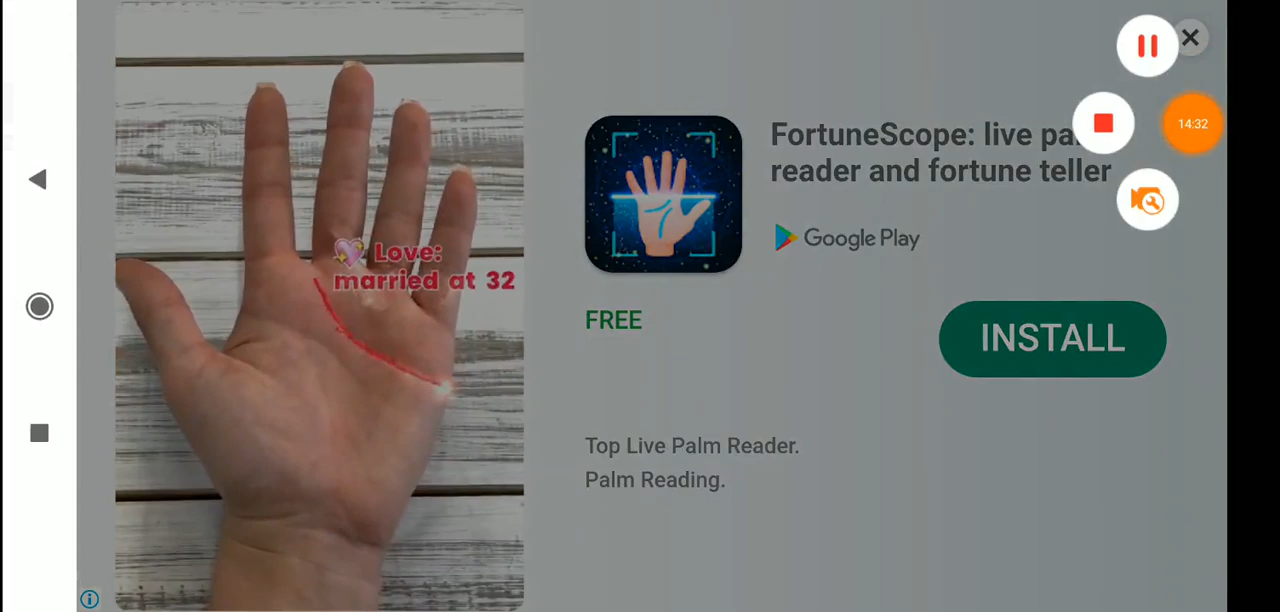 Love:
married at 32
FortuneScope: live pa
reader and fortune teller
Google Play
FREE
INSTALL
Top Live Palm Reader.
Palm Reading.
14:32